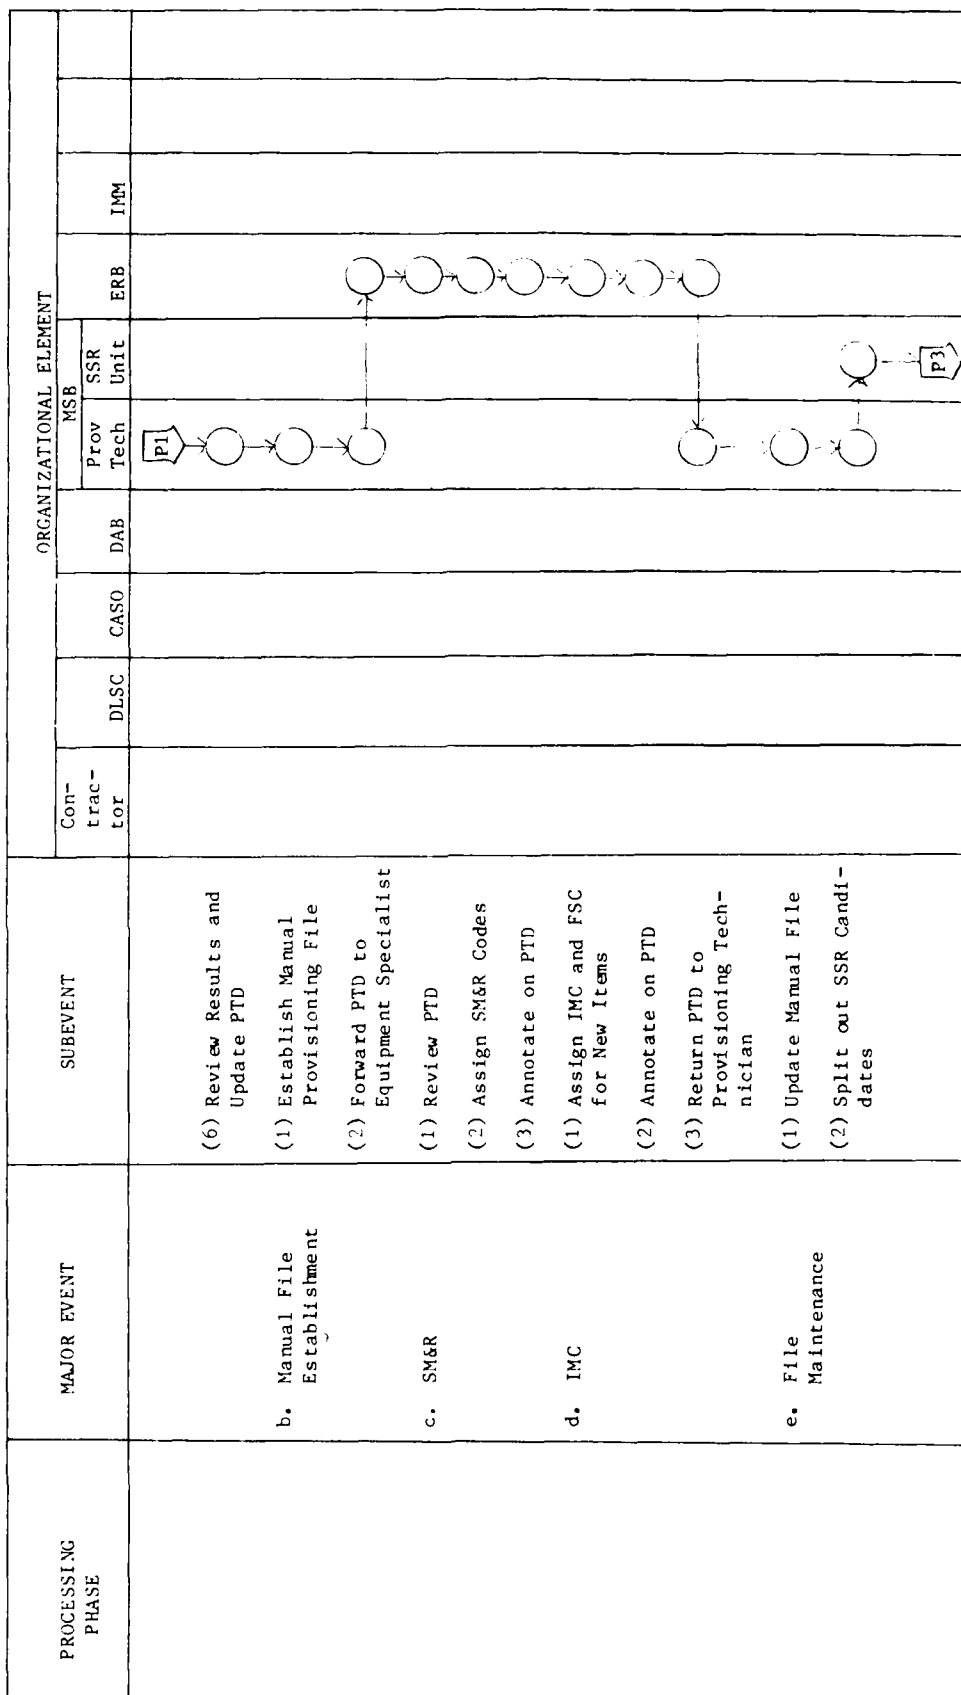 ORGANIZATIONAL ELEMENT
PROCESSING
PHASE
MAJOR EVENT
SUBEVENT
Con-
trac-
tor
DLSC
CASO
DAB
MSB
Prov
Tech
SSR
Unit
ERB
IMM
P1
(6) Review Results and
Update PTD
b. Manual File
Establishment
(1) Establish Manual
Provisioning File
(2) Forward PTD to
Equipment Specialist
c. SM&R
(1) Review PTD
(2) Assign SM&R Codes
(3) Annotate on PTD
d. IMC
(1) Assign IMC and FSC
for New Items
(2) Annotate on PTD
(3) Return PTD to
Provisioning Tech-
nician
e. File
Maintenance
(1) Update Manual File
(2) Split out SSR Candi-
dates
P3